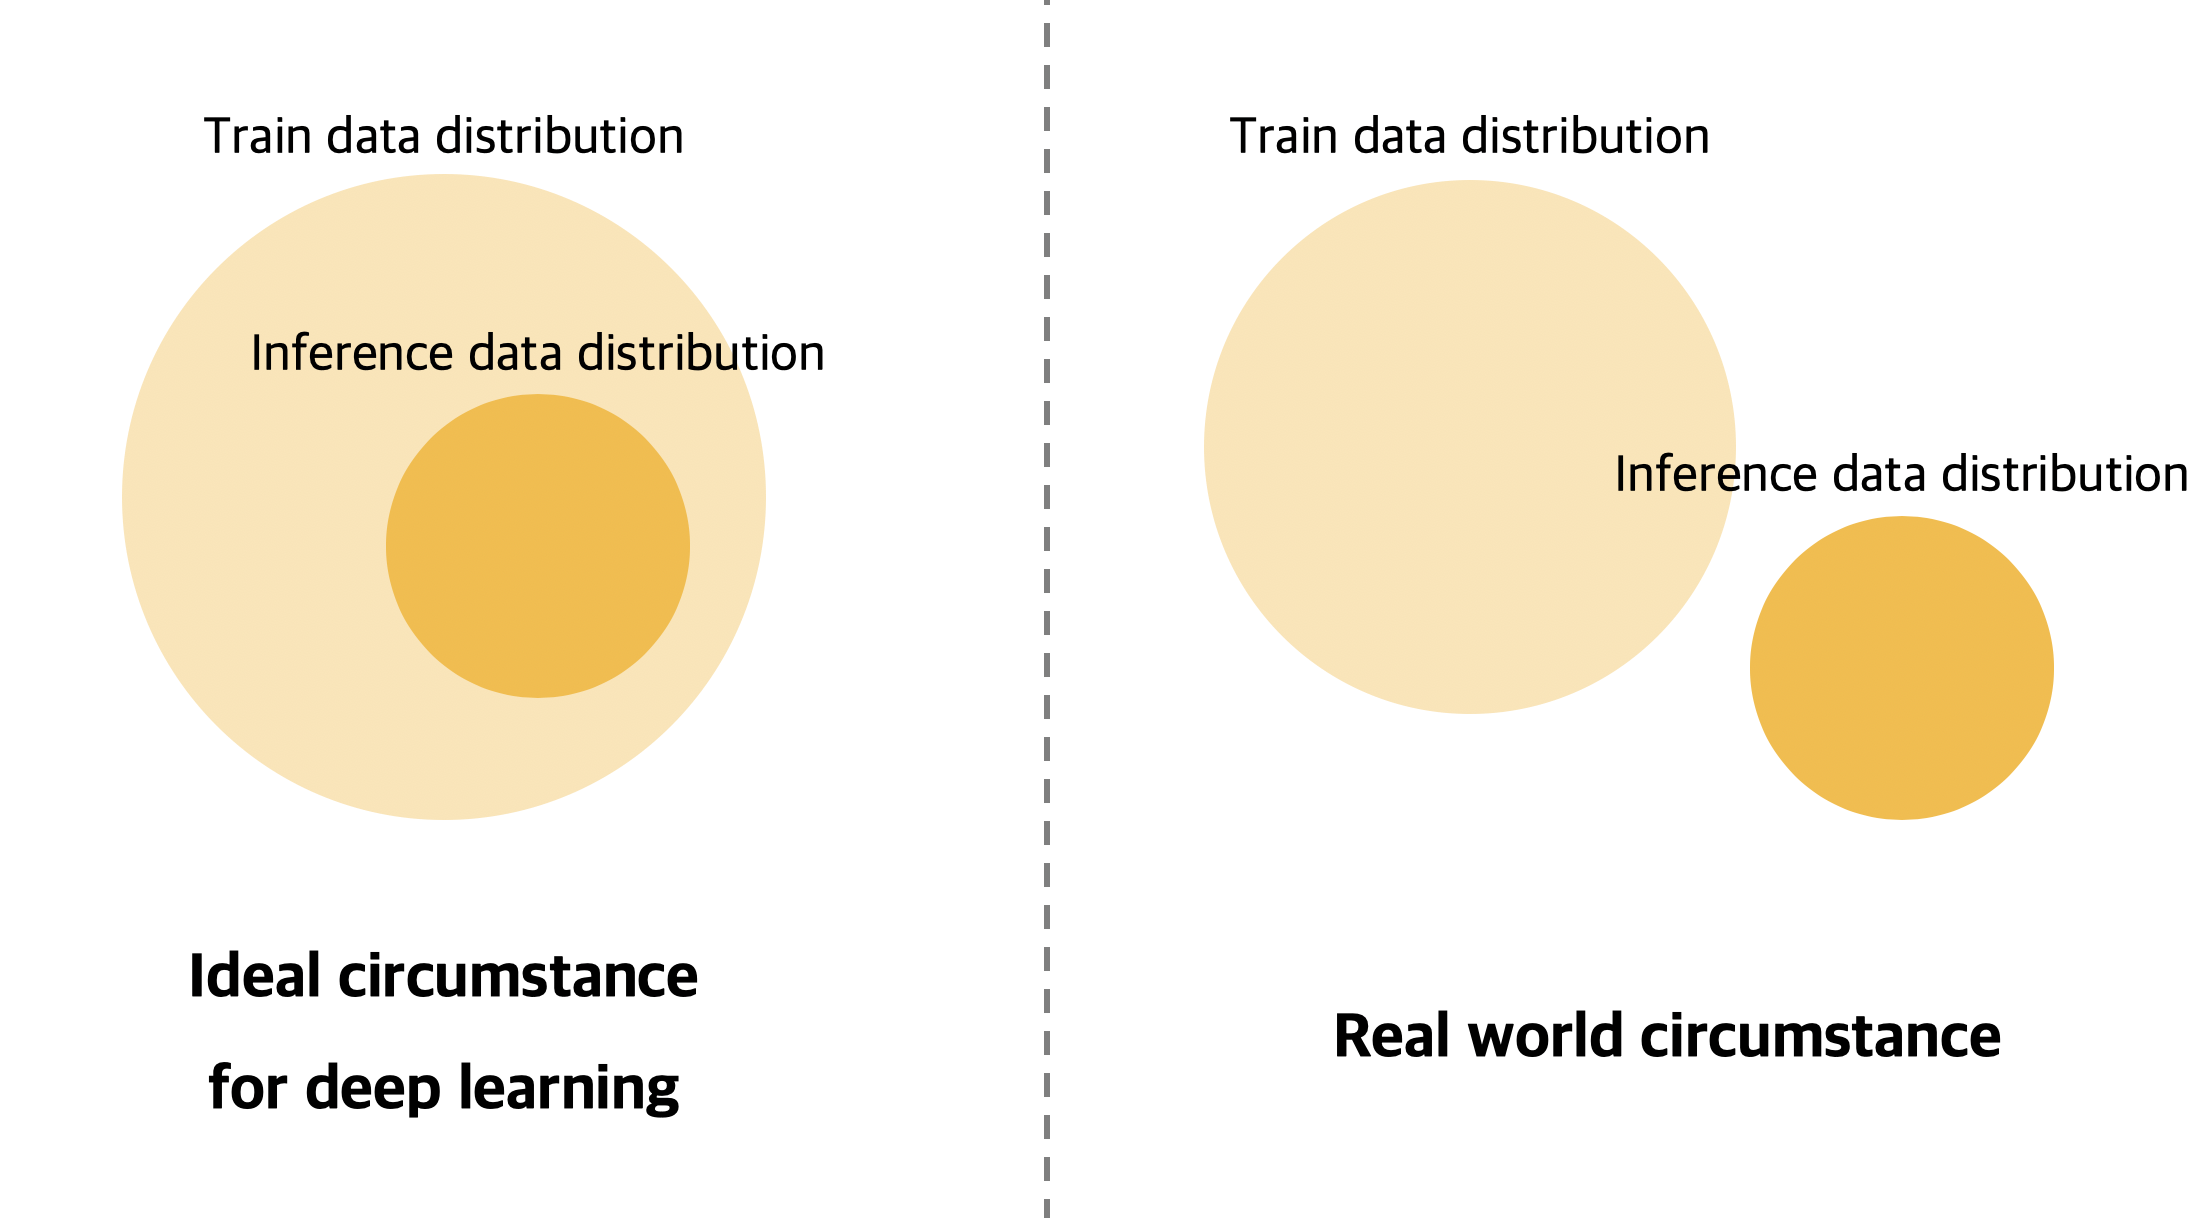 Train data distribution
Inference data distribution
Ideal circumstance
for deep learning
Train data distribution
Inference data distribution
Real world circumstance